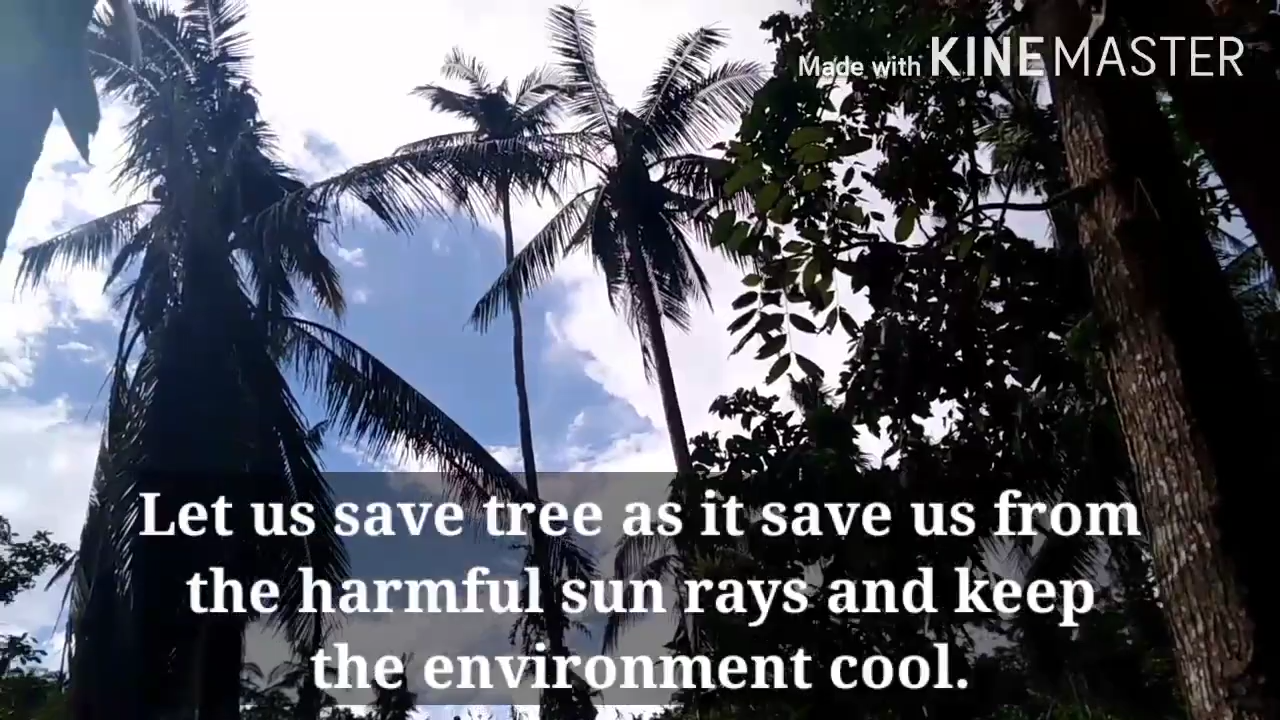 Made with KINEMASTER
Let us save tree as it save us from
the harmful sun rays and keep
the environment cool.